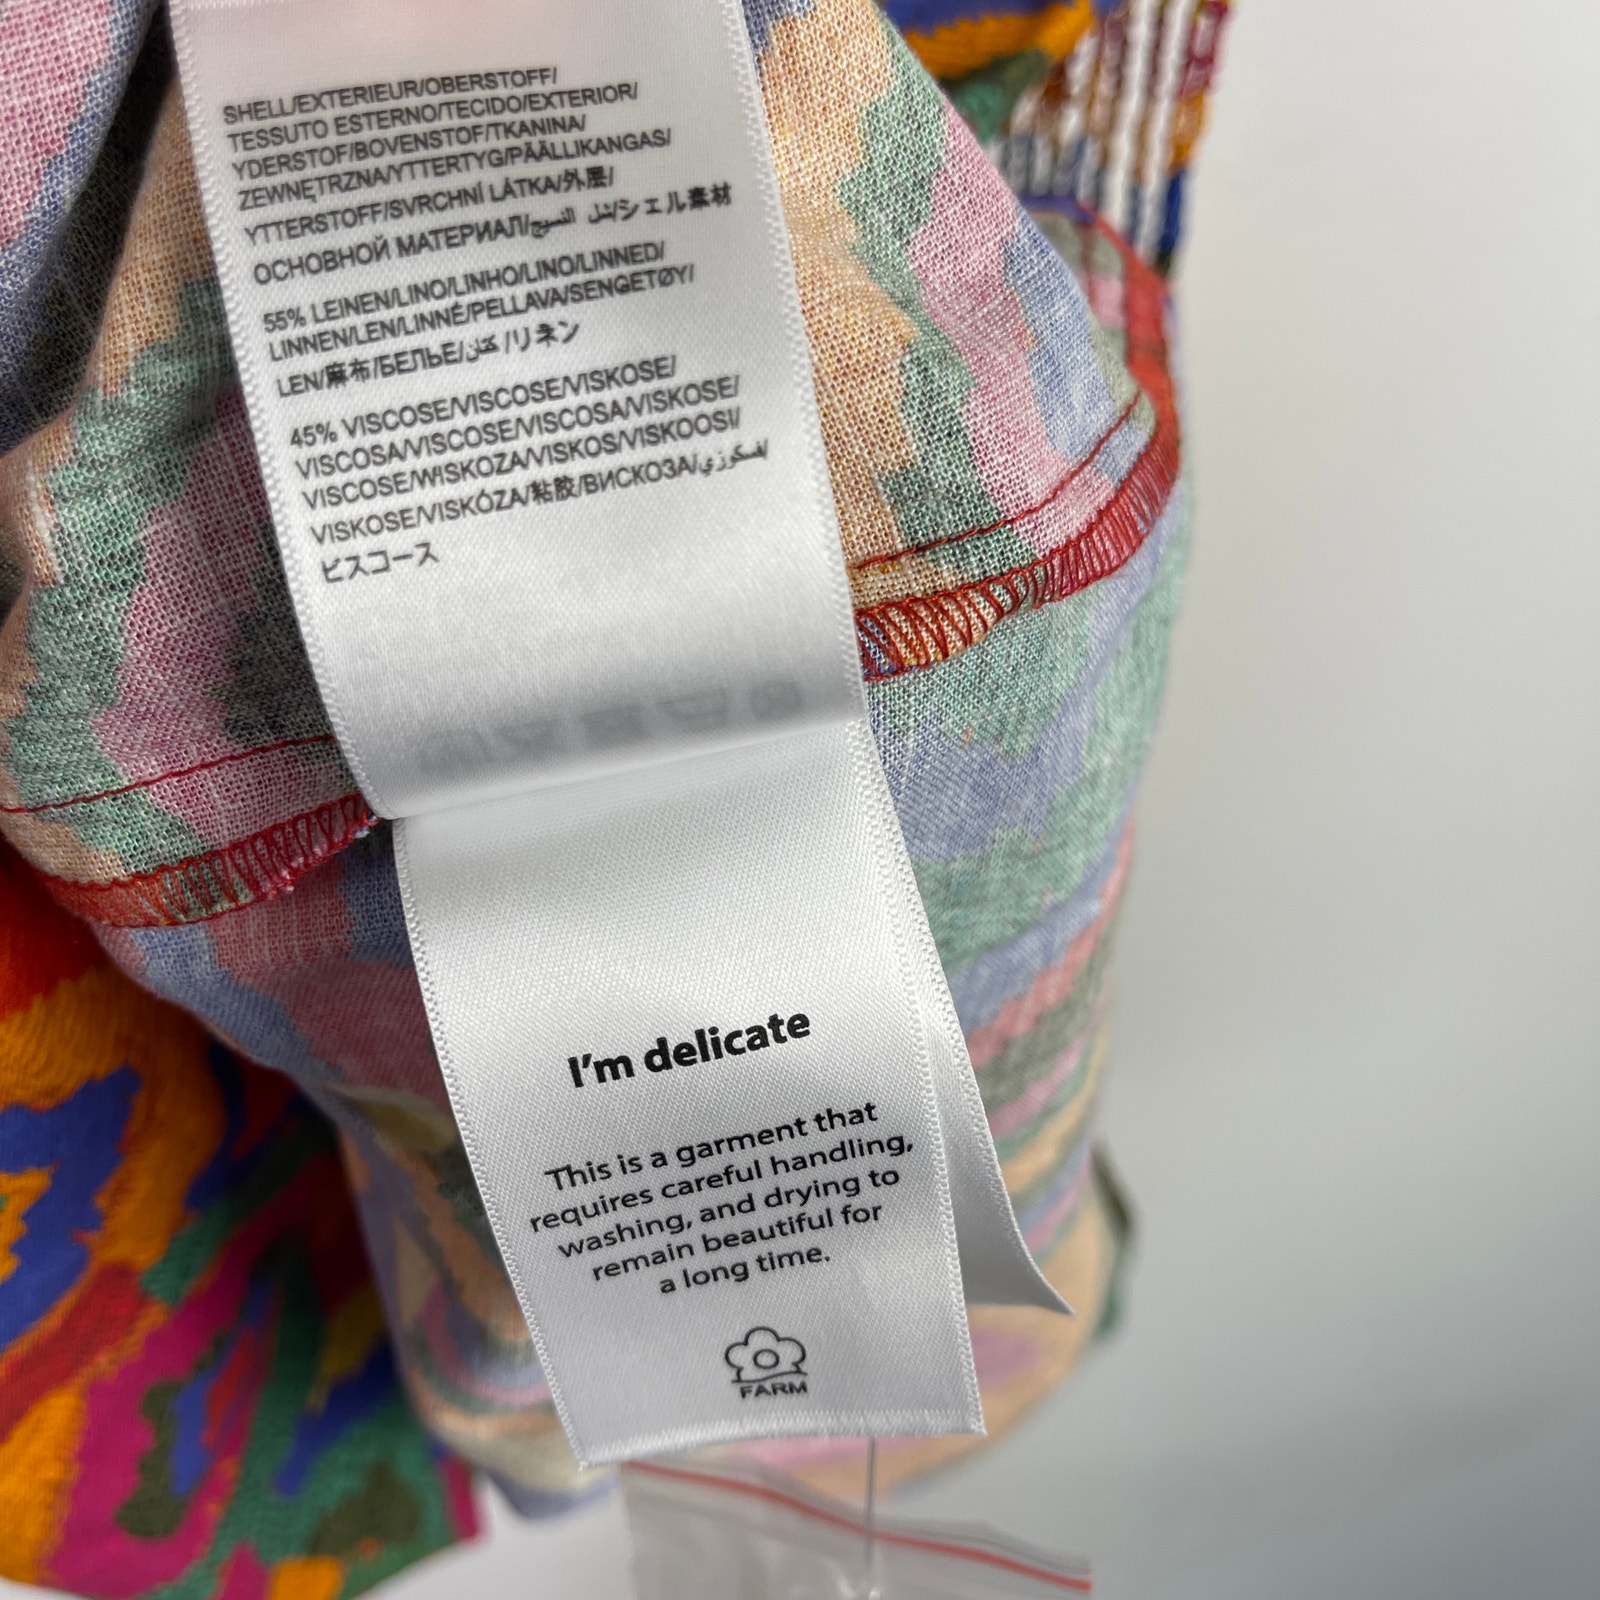 SHELL/EXTERIEUR/OBERSTOFF/
TESSUTO ESTERNO/TECIDO/EXTERIOR/
YDERSTOF/BOVENSTOF/TKANINA/
ZEWNĘTRZNA/YTTERTYG/PÄÄLLIKANGAS/
YTTERSTOFF/SVRCHNÍ LÁTKA/外层/
ОСНОВНОЙ МАТЕРИАЛ/شل النسيج/シェル素材
55% LEINEN/LINO/LINHO/LINO/LINNED/
LINNEN/LEN/LINNÉ/PELLAVA/SENGETØY/
LEN/麻布/БЕЛЬЕ/كتان/リネン
45% VISCOSE/VISCOSE/VISKOSE/
VISCOSA/VISCOSE/VISCOSA/VISKOSE/
VISCOSE/WISKOZA/VISKOS/VISKOOSI/
VISKOSE/VISKÓZA/粘胶/ВИСКОЗА/فسكوزي/
ビスコース
I'm delicate
This is a garment that
requires careful handling,
washing, and drying to
remain beautiful for
a long time.
FARM